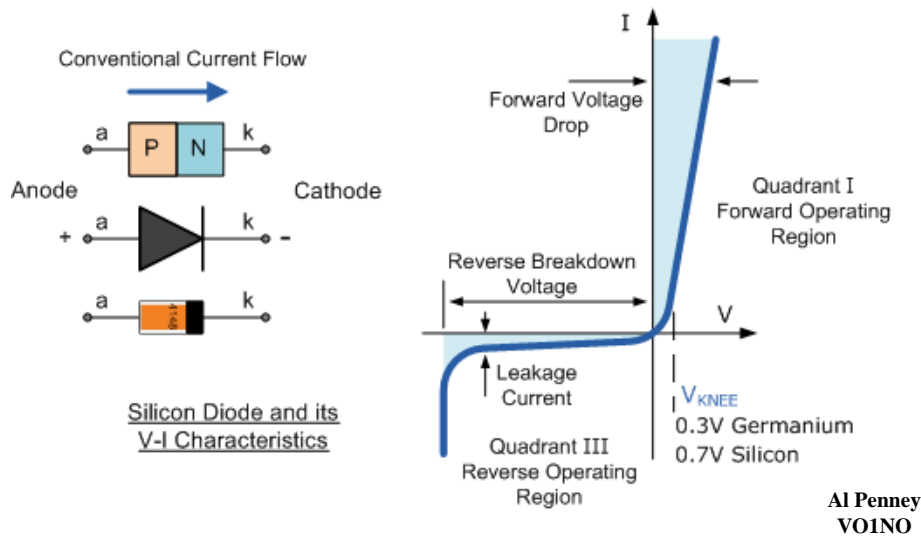 Conventional Current Flow
a
P N
k
Anode
Cathode
a
k
+
-
a
4148
k
Silicon Diode and its
V-I Characteristics
I
Forward Voltage
Drop
Quadrant I
Forward Operating
Region
Reverse Breakdown
Voltage
V
Leakage
Current
VKNEE
0.3V Germanium
0.7V Silicon
Quadrant III
Reverse Operating
Region
Al Penney
VO1NO